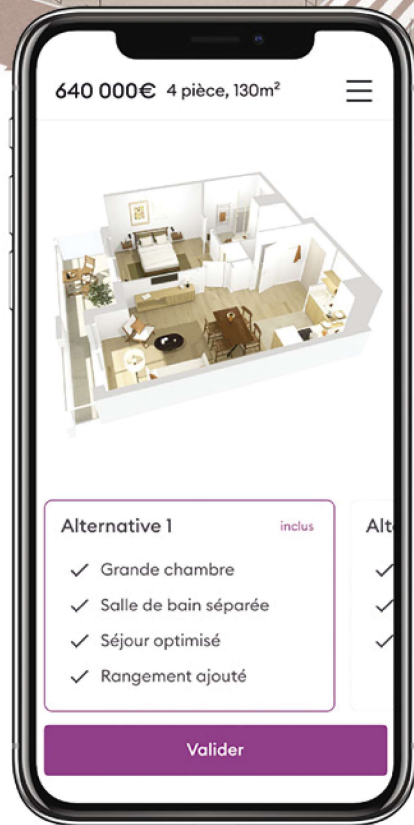 640 000€ 4 pièce, 130m²
Alternative 1 inclus
Grande chambre
Salle de bain séparée
Séjour optimisé
Rangement ajouté
Alt
Valider